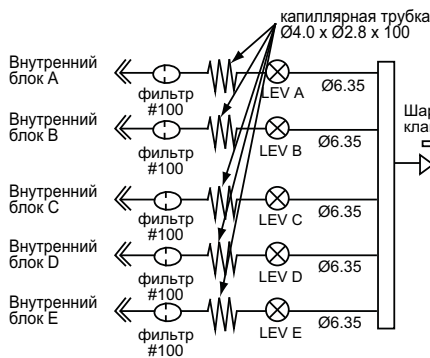 капиллярная трубка
Ø4.0 x Ø2.8 x 100
Внутренний
блок A
фильтр
#100
LEV A
Ø6.35
Внутренний
блок B
фильтр
#100
LEV B
Ø6.35
Внутренний
блок C
фильтр
#100
LEV C
Ø6.35
Внутренний
блок D
фильтр
#100
LEV D
Ø6.35
Внутренний
блок E
фильтр
#100
LEV E
Ø6.35